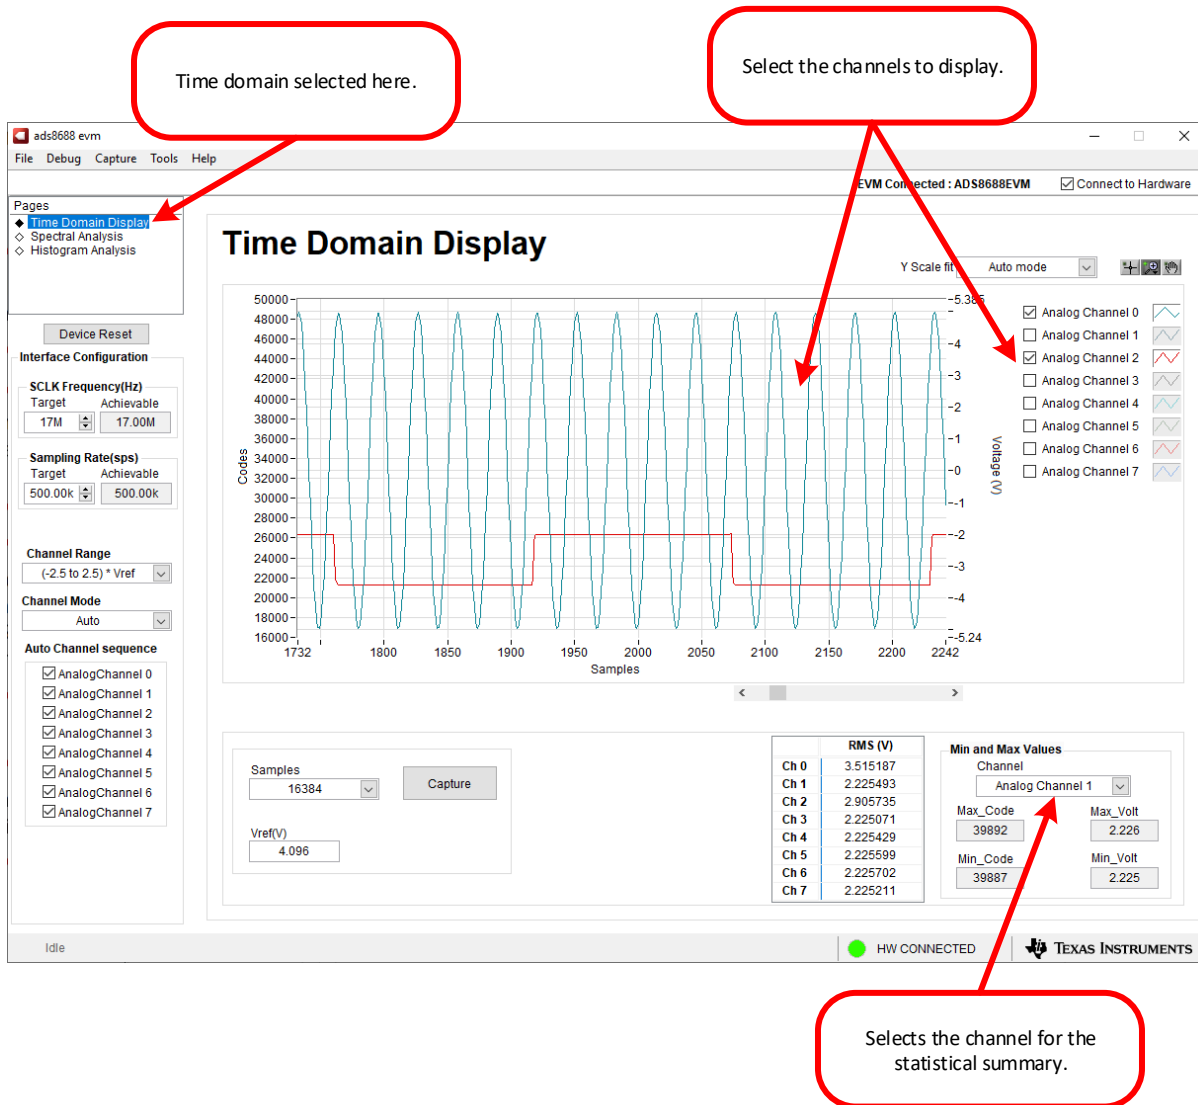 Time domain selected here.
Select the channels to display.
ads8688 evm
File Debug Capture Tools Help
EVM Connected : ADS8688EVM
Connect to Hardware
Pages
Time Domain Display
Spectral Analysis
Histogram Analysis
Device Reset
Interface Configuration
SCLK Frequency(Hz)
Target Achievable
17M 17.00M
Sampling Rate(sps)
Target Achievable
500.00k 500.00k
Channel Range
(-2.5 to 2.5) * Vref
Channel Mode
Auto
Auto Channel sequence
AnalogChannel 0
AnalogChannel 1
AnalogChannel 2
AnalogChannel 3
AnalogChannel 4
AnalogChannel 5
AnalogChannel 6
AnalogChannel 7
Time Domain Display
Y Scale fit Auto mode
Codes
50000
48000
46000
44000
42000
40000
38000
36000
34000
32000
30000
28000
26000
24000
22000
20000
18000
16000
1732 1800 1850 1900 1950 2000 2050 2100 2150 2200 2242
Samples
-5.385
-4
-3
-2
-1
-0
--1
--2
--3
--4
--5.24
Voltage (V)
Analog Channel 0
Analog Channel 1
Analog Channel 2
Analog Channel 3
Analog Channel 4
Analog Channel 5
Analog Channel 6
Analog Channel 7
Samples
16384
Capture
Vref(V)
4.096
RMS (V)
Ch 0 3.515187
Ch 1 2.225493
Ch 2 2.905735
Ch 3 2.225071
Ch 4 2.225429
Ch 5 2.225599
Ch 6 2.225702
Ch 7 2.225211
Min and Max Values
Channel
Analog Channel 1
Max_Code Max_Volt
39892 2.226
Min_Code Min_Volt
39887 2.225
Idle
HW CONNECTED
TEXAS INSTRUMENTS
Selects the channel for the
statistical summary.